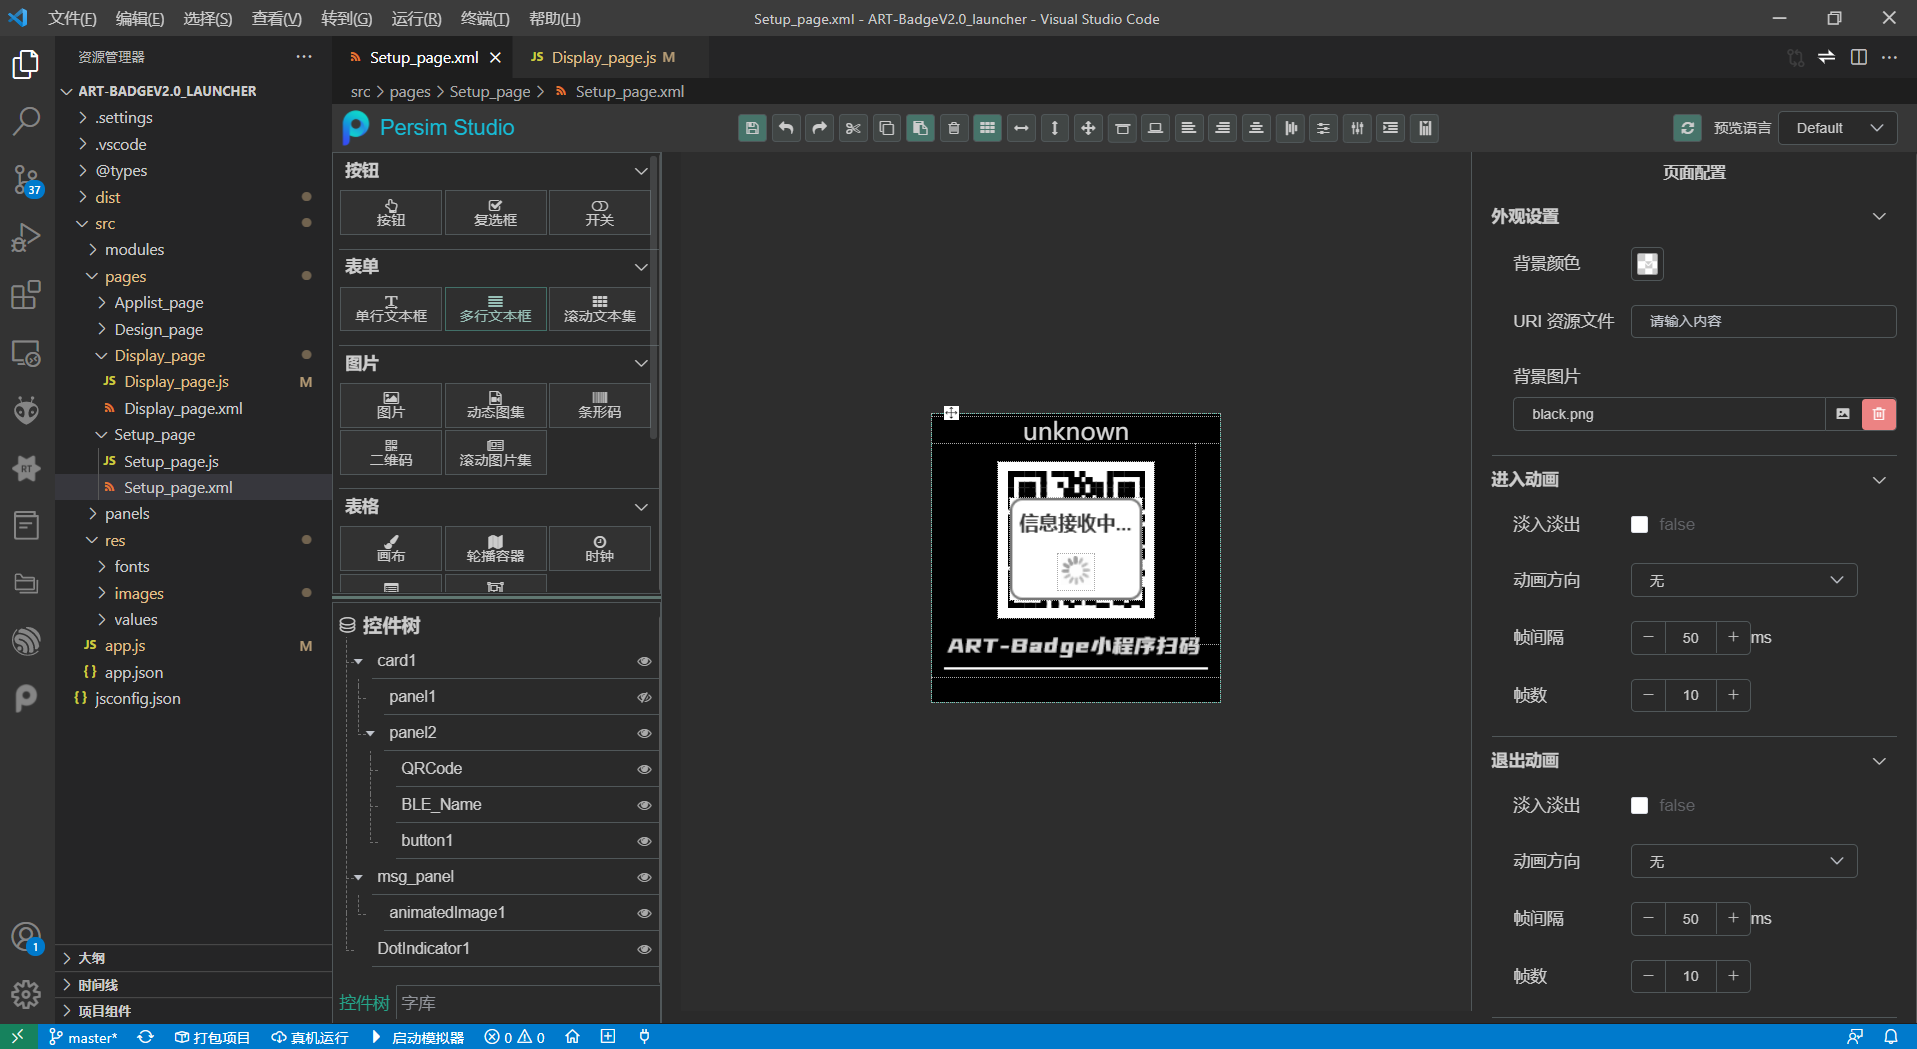 文件(F) 编辑(E) 选择(S) 查看(V) 转到(G) 运行(R) 终端(T) 帮助(H)
Setup_page.xml - ART-BadgeV2.0_launcher - Visual Studio Code
资源管理器
Setup_page.xml
JS Display_page.js M
ART-BADGEV2.0_LAUNCHER
src > pages > Setup_page > Setup_page.xml
.settings
.vscode
@types
dist
src
modules
pages
Applist_page
Design_page
Display_page
JS Display_page.js M
Display_page.xml
Setup_page
JS Setup_page.js
Setup_page.xml
panels
res
fonts
images
values
JS app.js M
{} app.json
{} jsconfig.json
大纲
时间线
项目组件
37
RT
1
Persim Studio
预览语言 Default
按钮
按钮 复选框 开关
表单
单行文本框 多行文本框 滚动文本集
图片
图片 动态图集 条形码
二维码 滚动图片集
表格
画布 轮播容器 时钟
控件树
card1
panel1
panel2
QRCode
BLE_Name
button1
msg_panel
animatedImage1
DotIndicator1
控件树 字库
unknown
信息接收中...
ART-Badge小程序扫码
页面配置
外观设置
背景颜色
URI 资源文件 请输入内容
背景图片
black.png
进入动画
淡入淡出 false
动画方向 无
帧间隔 − 50 + ms
帧数 − 10 +
退出动画
淡入淡出 false
动画方向 无
帧间隔 − 50 + ms
帧数 − 10 +
master* 打包项目 真机运行 启动模拟器 0 0